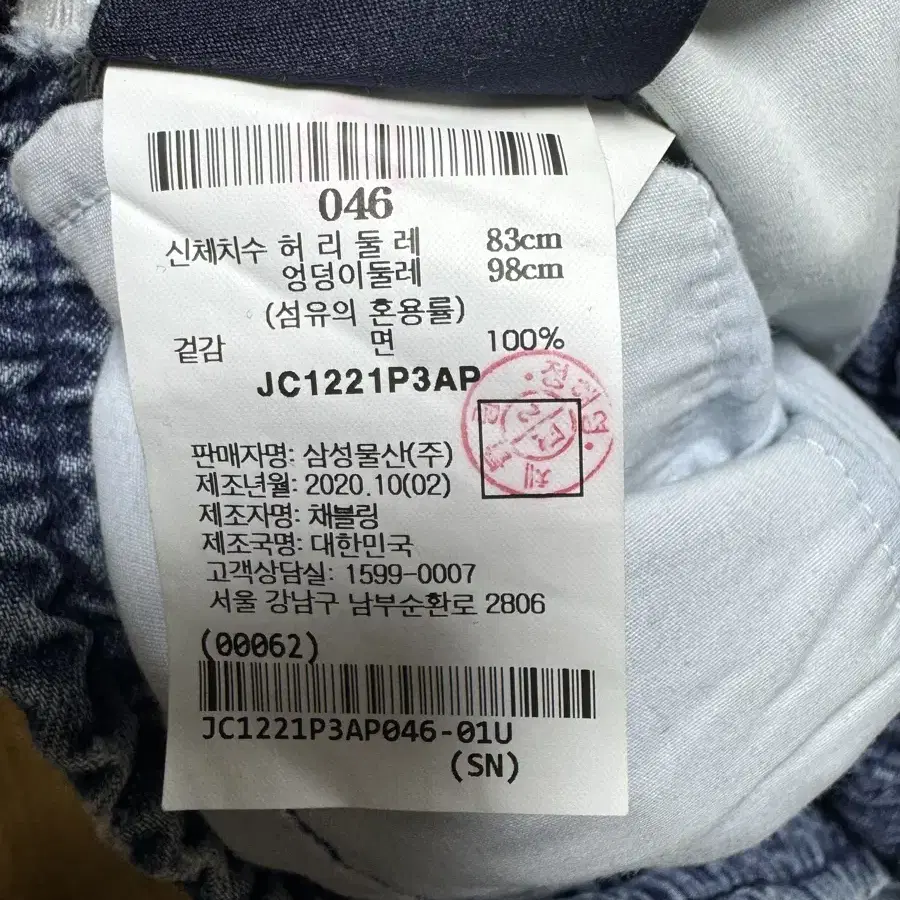 046
신체치수 허 리 둘 레 83cm
엉덩이둘레 98cm
(섬유의 혼용률)
겉감 면 100%
JC1221P3AP
판매자명: 삼성물산(주)
제조년월: 2020.10(02)
제조자명: 채블링
제조국명: 대한민국
고객상담실: 1599-0007
서울 강남구 남부순환로 2806
(00062)
JC1221P3AP046-01U
(SN)